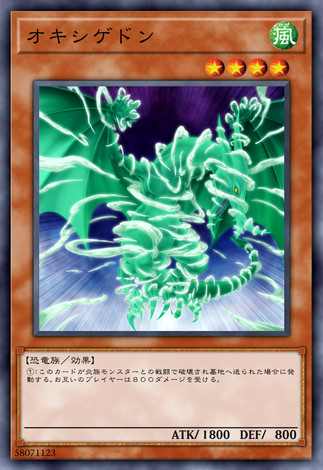 オキシゲドン
風
【恐竜族／効果】
①：このカードが炎族モンスターとの戦闘で破壊され墓地へ送られた場合に発
動する。お互いのプレイヤーは８００ダメージを受ける。
ATK/ 1800 DEF/ 800
58071123